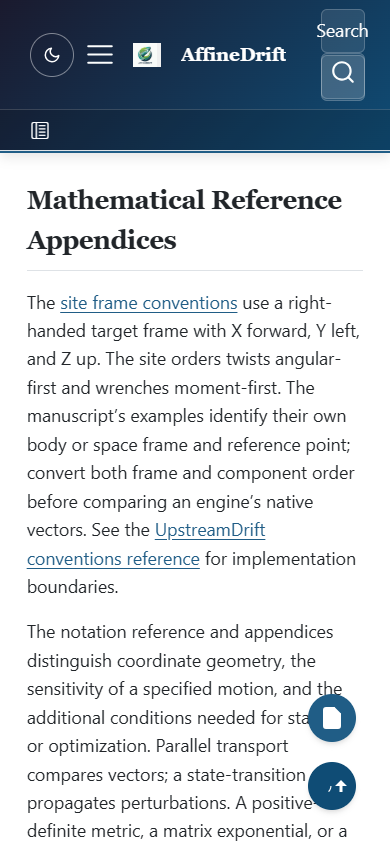 Search
AffineDrift
Mathematical Reference
Appendices
The site frame conventions use a right-
handed target frame with X forward, Y left,
and Z up. The site orders twists angular-
first and wrenches moment-first. The
manuscript’s examples identify their own
body or space frame and reference point;
convert both frame and component order
before comparing an engine’s native
vectors. See the UpstreamDrift
conventions reference for implementation
boundaries.
The notation reference and appendices
distinguish coordinate geometry, the
sensitivity of a specified motion, and the
additional conditions needed for
or optimization. Parallel transport
compares vectors; a state-transition
propagates perturbations. A positive-
definite metric, a matrix exponential, or a